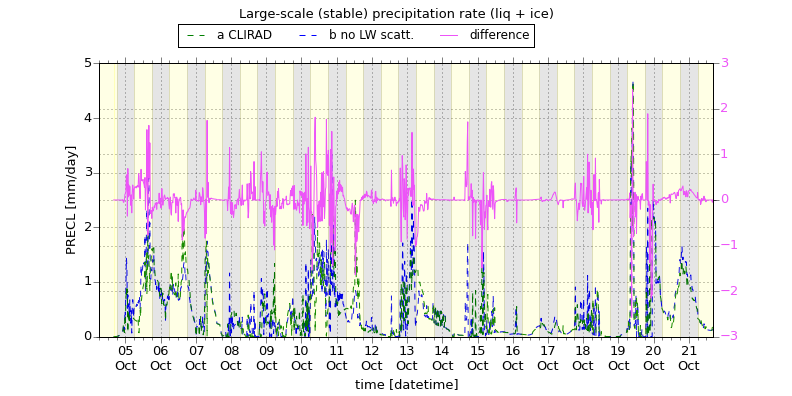 Large-scale (stable) precipitation rate (liq + ice)
a CLIRAD b no LW scatt. difference
5 3
4 2
3 1
2 0
1 −1
0 −2
−3
PRECL [mm/day]
05 06 07 08 09 10 11 12 13 14 15 16 17 18 19 20 21
Oct Oct Oct Oct Oct Oct Oct Oct Oct Oct Oct Oct Oct Oct Oct Oct Oct
time [datetime]